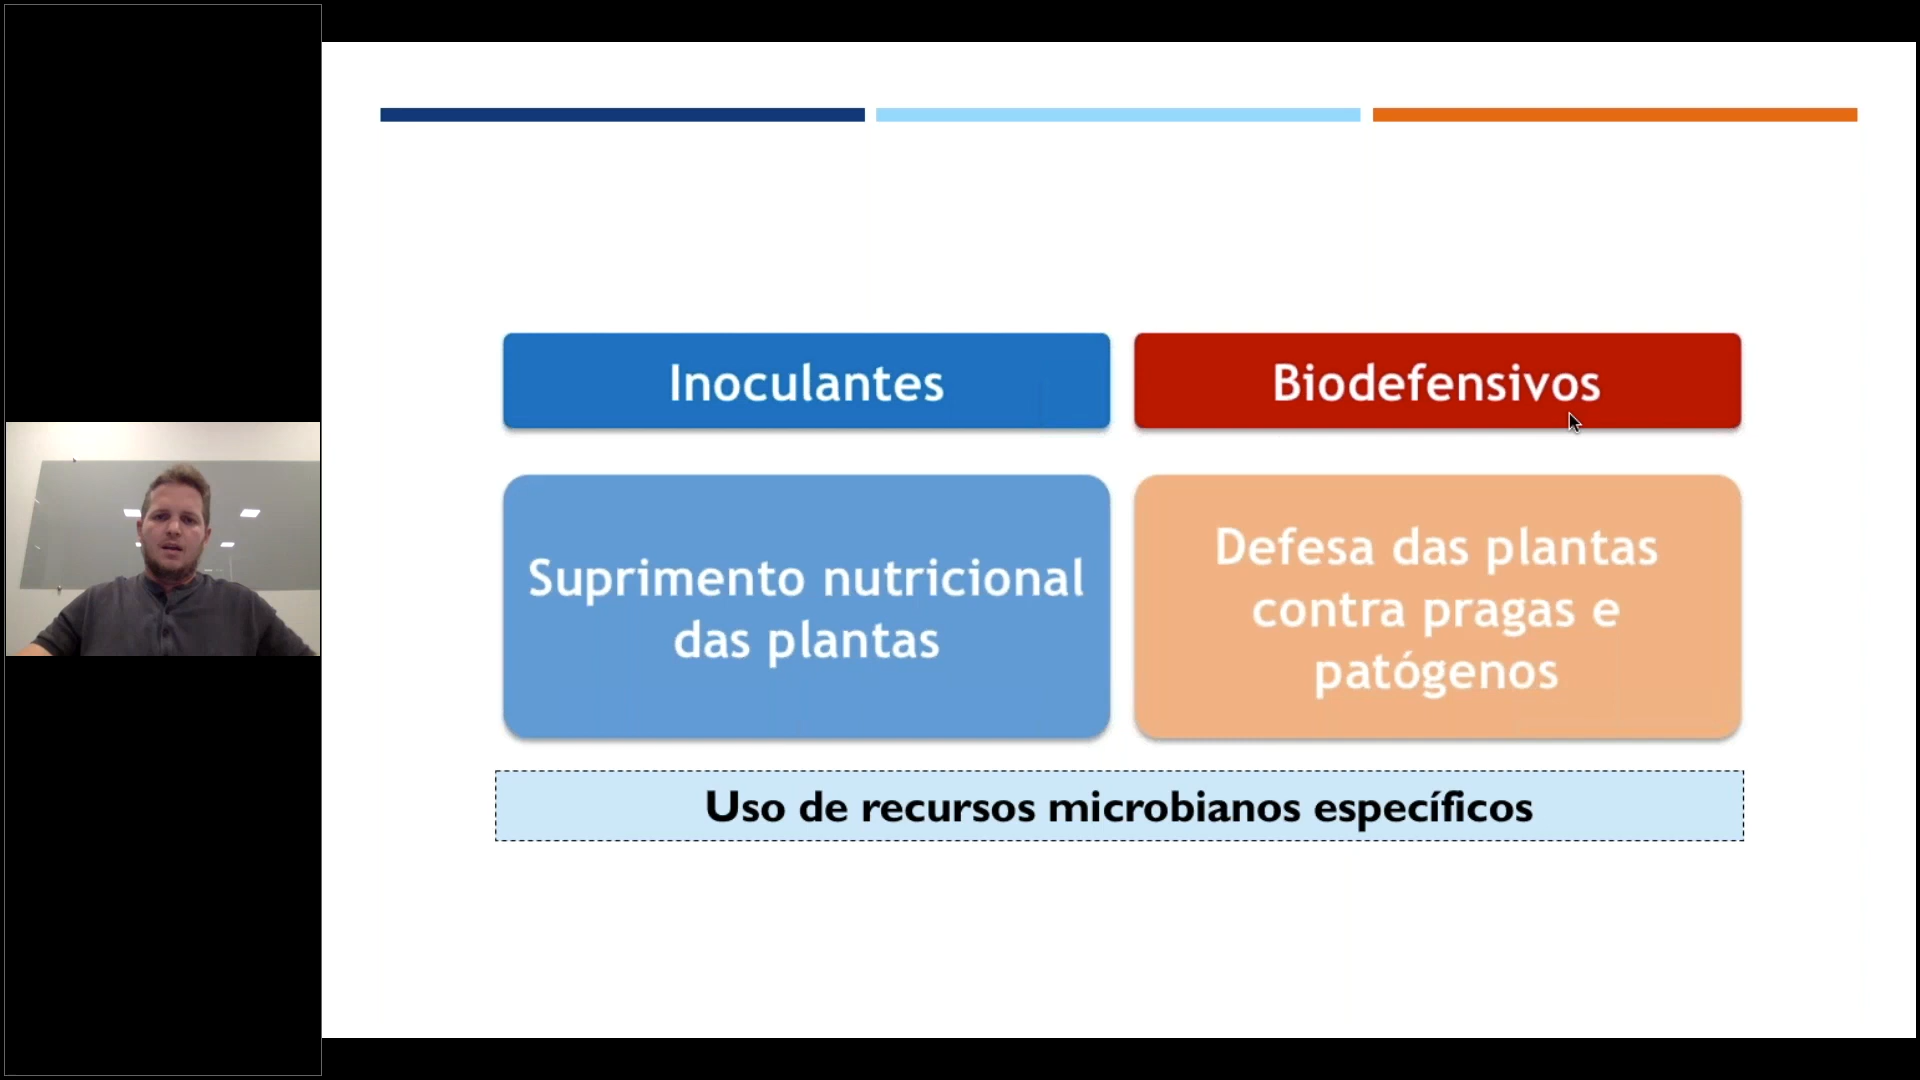 Inoculantes
Biodefensivos
Suprimento nutricional
das plantas
Defesa das plantas
contra pragas e
patógenos
Uso de recursos microbianos específicos